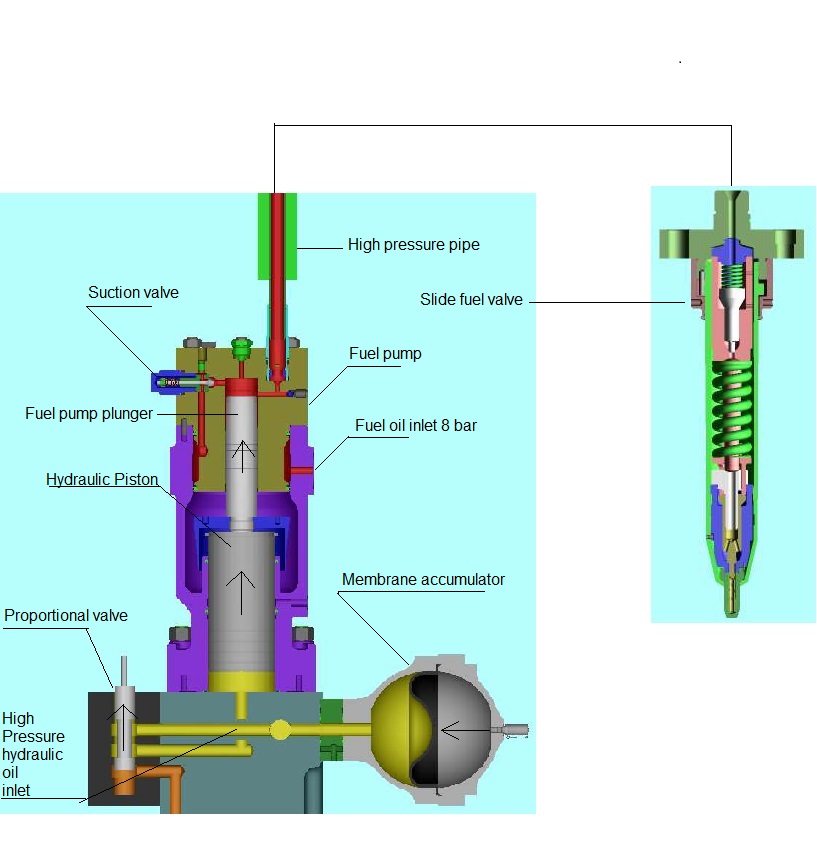 High pressure pipe
Suction valve
Slide fuel valve
Fuel pump
Fuel pump plunger
Fuel oil inlet 8 bar
Hydraulic Piston
Membrane accumulator
Proportional valve
High
Pressure
hydraulic
oil
inlet